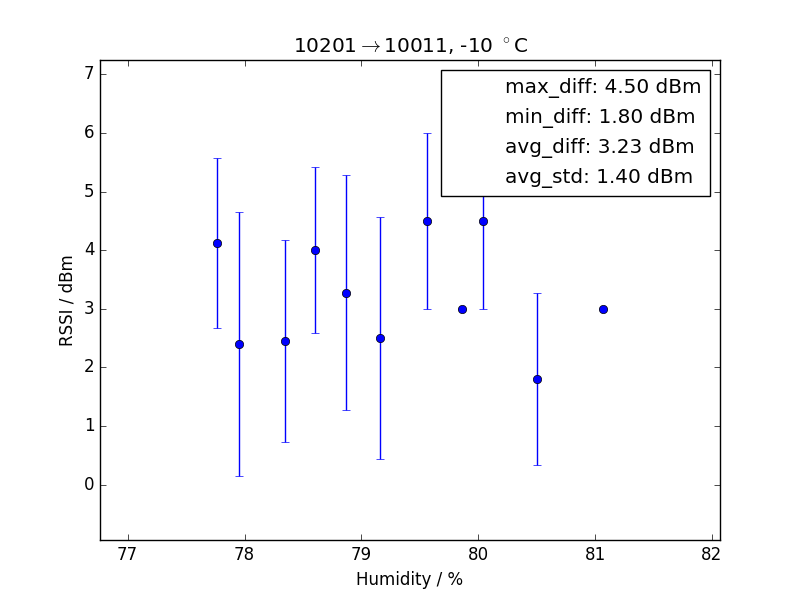 10201→10011, -10 °C
max_diff: 4.50 dBm
min_diff: 1.80 dBm
avg_diff: 3.23 dBm
avg_std: 1.40 dBm
RSSI / dBm
7
6
5
4
3
2
1
0
77 78 79 80 81 82
Humidity / %